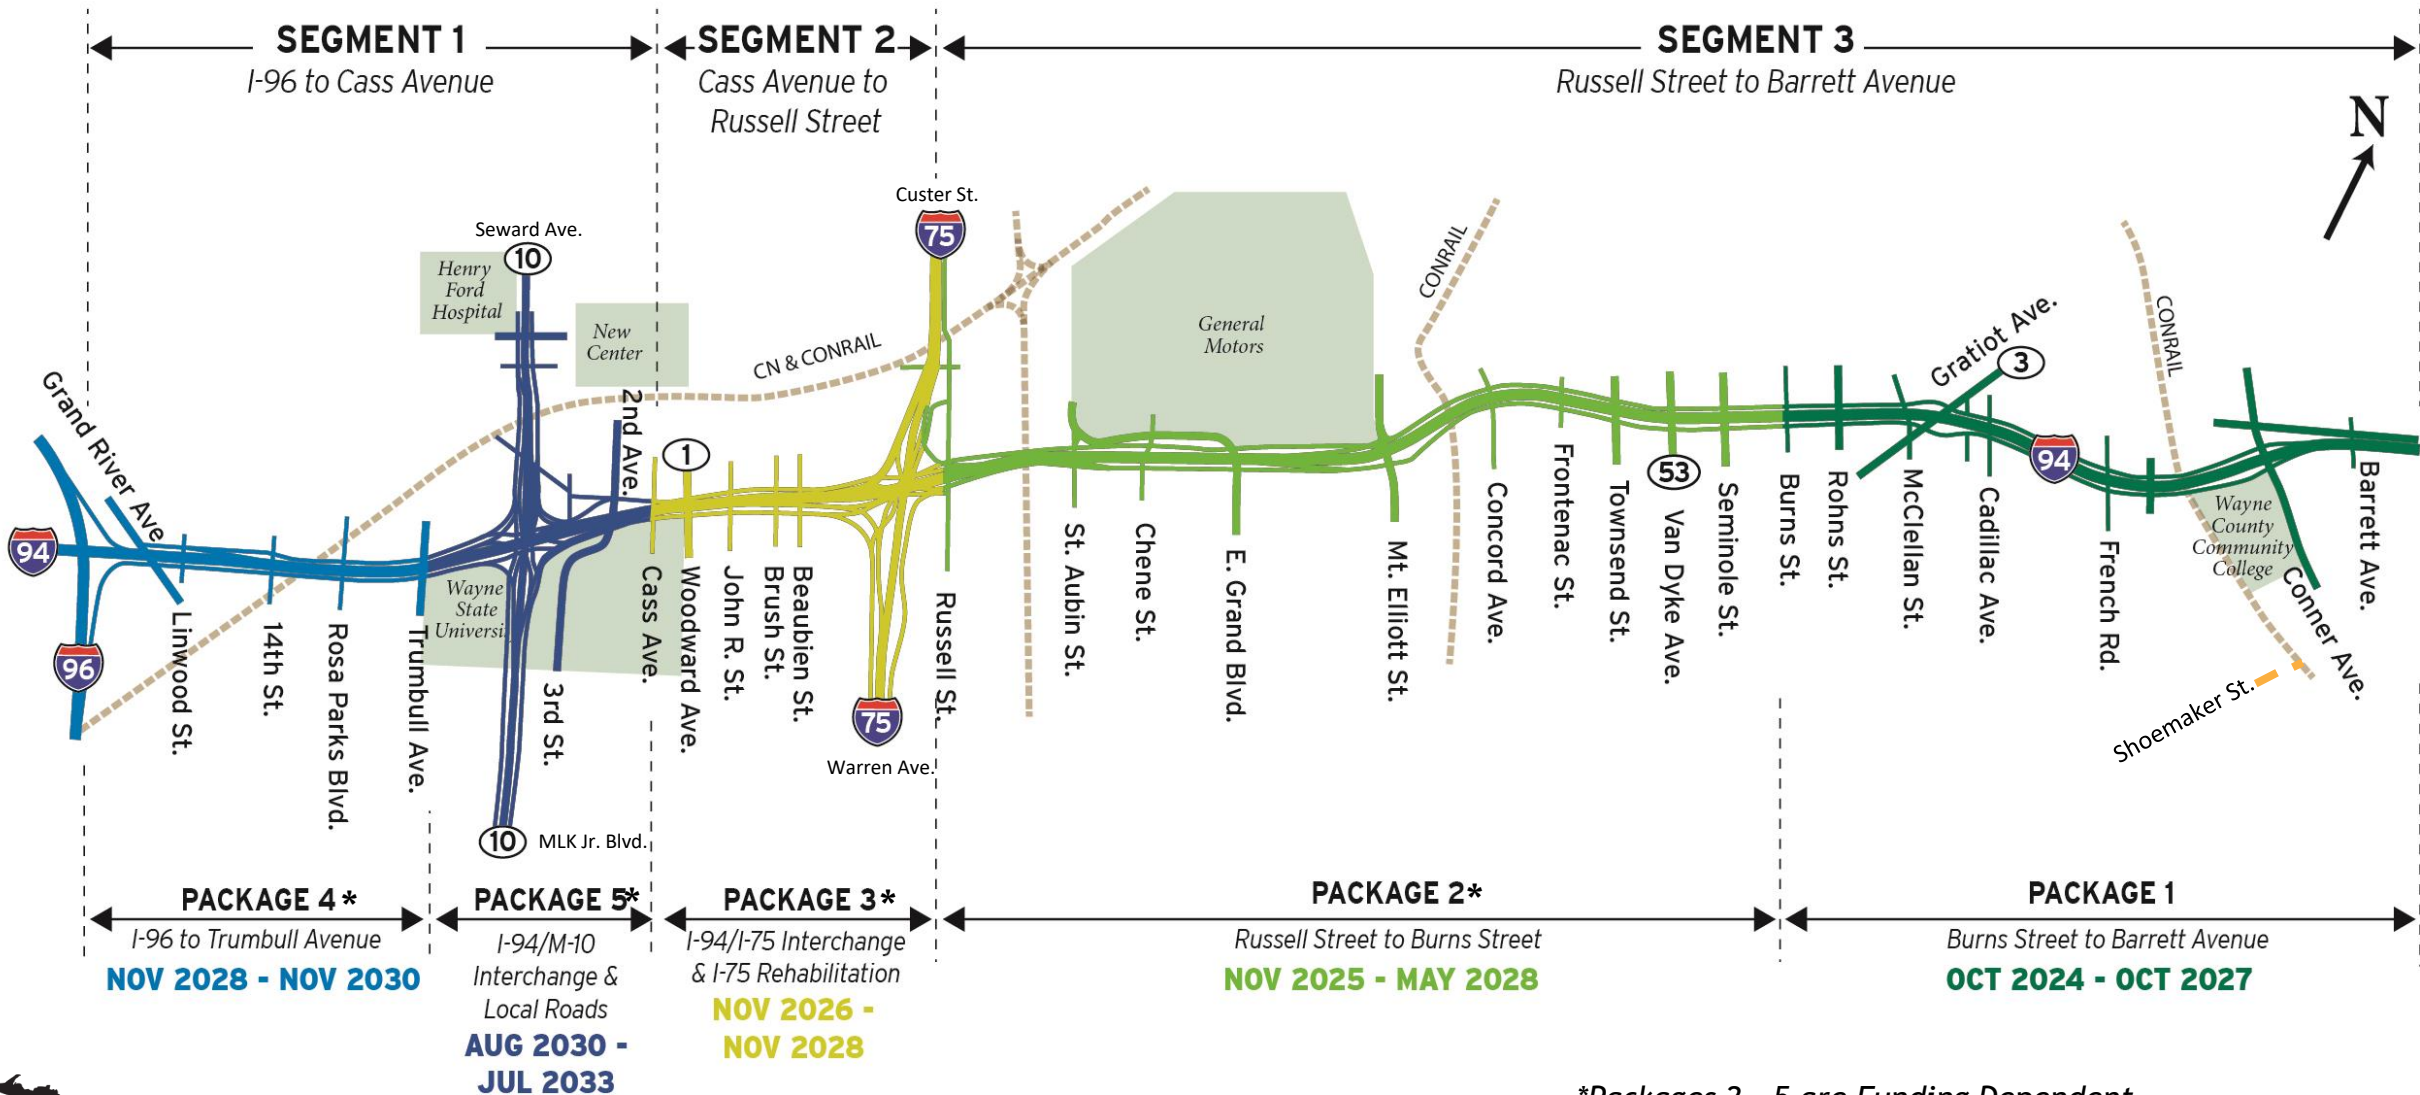 SEGMENT 1
I-96 to Cass Avenue
SEGMENT 2
Cass Avenue to
Russell Street
SEGMENT 3
Russell Street to Barrett Avenue
N
Custer St.
75
Seward Ave.
10
Henry
Ford
Hospital
New
Center
CN & CONRAIL
General
Motors
CONRAIL
CONRAIL
Gratiot Ave.
3
Grand River Ave
2nd Ave.
1
94
96
94
53
Wayne
State
Universi
Wayne
County
Community
College
Linwood St.
14th St.
Rosa Parks Blvd.
Trumbull Ave.
3rd St.
Cass Ave.
Woodward Ave.
John R. St.
Brush St.
Beaubien St.
75
Warren Ave.
Russell St.
St. Aubin St.
Chene St.
E. Grand Blvd.
Mt. Elliott St.
Concord Ave.
Frontenac St.
Townsend St.
Van Dyke Ave.
Seminole St.
Burns St.
Rohns St.
McClellan St.
Cadillac Ave.
French Rd.
Conner Ave.
Barrett Ave.
Shoemaker St.
10
MLK Jr. Blvd.
PACKAGE 4*
I-96 to Trumbull Avenue
NOV 2028 - NOV 2030
PACKAGE 5*
I-94/M-10
Interchange &
Local Roads
AUG 2030 -
JUL 2033
PACKAGE 3*
I-94/I-75 Interchange
& I-75 Rehabilitation
NOV 2026 -
NOV 2028
PACKAGE 2*
Russell Street to Burns Street
NOV 2025 - MAY 2028
PACKAGE 1
Burns Street to Barrett Avenue
OCT 2024 - OCT 2027
*Packages 2 - 5 are Funding Dependent